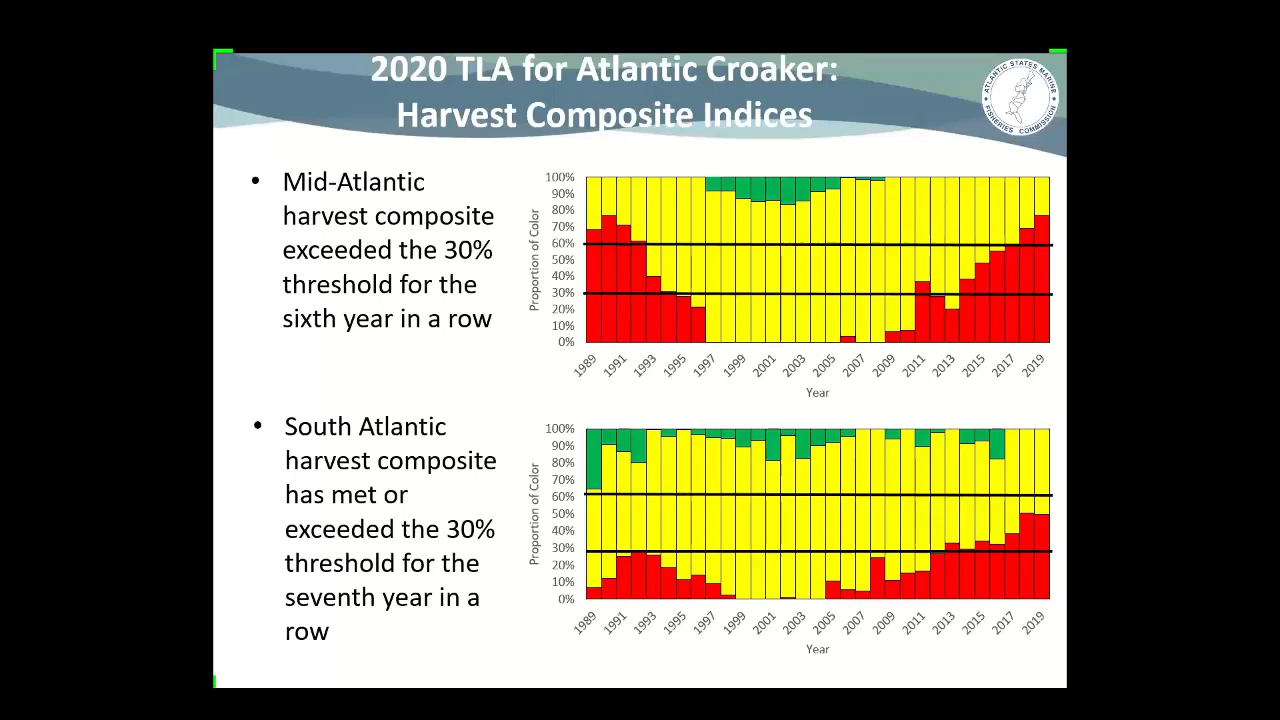 2020 TLA for Atlantic Croaker:
Harvest Composite Indices
ATLANTIC STATES MARINE
FISHERIES COMMISSION
• Mid-Atlantic
harvest composite
exceeded the 30%
threshold for the
sixth year in a row
100%
90%
80%
70%
60%
50%
40%
30%
20%
10%
0%
Proportion of Color
1989 1991 1993 1995 1997 1999 2001 2003 2005 2007 2009 2011 2013 2015 2017 2019
Year
• South Atlantic
harvest composite
has met or
exceeded the 30%
threshold for the
seventh year in a
row
100%
90%
80%
70%
60%
50%
40%
30%
20%
10%
0%
Proportion of Color
1989 1991 1993 1995 1997 1999 2001 2003 2005 2007 2009 2011 2013 2015 2017 2019
Year